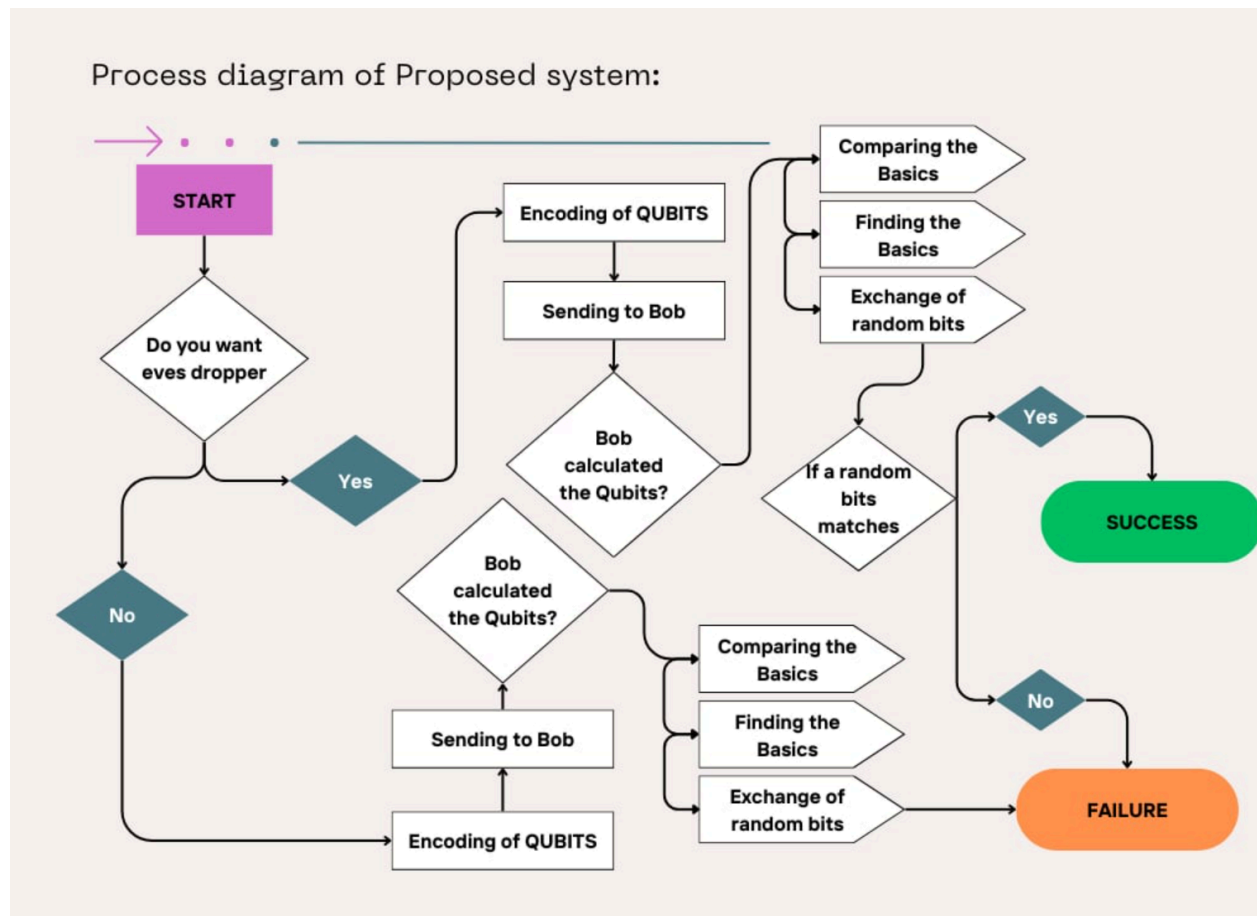 Process diagram of Proposed system:
START
Do you want
eves dropper
Yes
No
Encoding of QUBITS
Sending to Bob
Bob
calculated
the Qubits?
Comparing the
Basics
Finding the
Basics
Exchange of
random bits
If a random
bits
matches
Yes
SUCCESS
No
FAILURE
Bob
calculated
the Qubits?
Sending to Bob
Encoding of QUBITS
Comparing the
Basics
Finding the
Basics
Exchange of
random bits